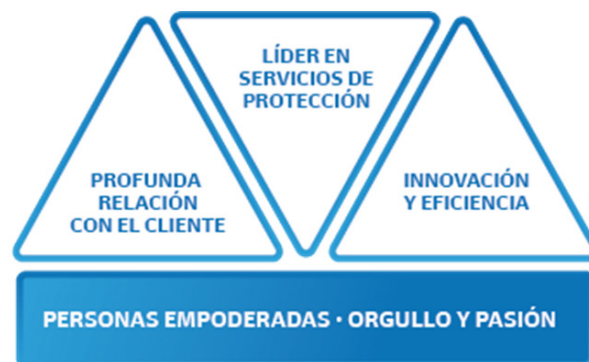 LÍDER EN
SERVICIOS DE
PROTECCIÓN
PROFUNDA
RELACIÓN
CON EL CLIENTE
INNOVACIÓN
Y EFICIENCIA
PERSONAS EMPODERADAS · ORGULLO Y PASIÓN